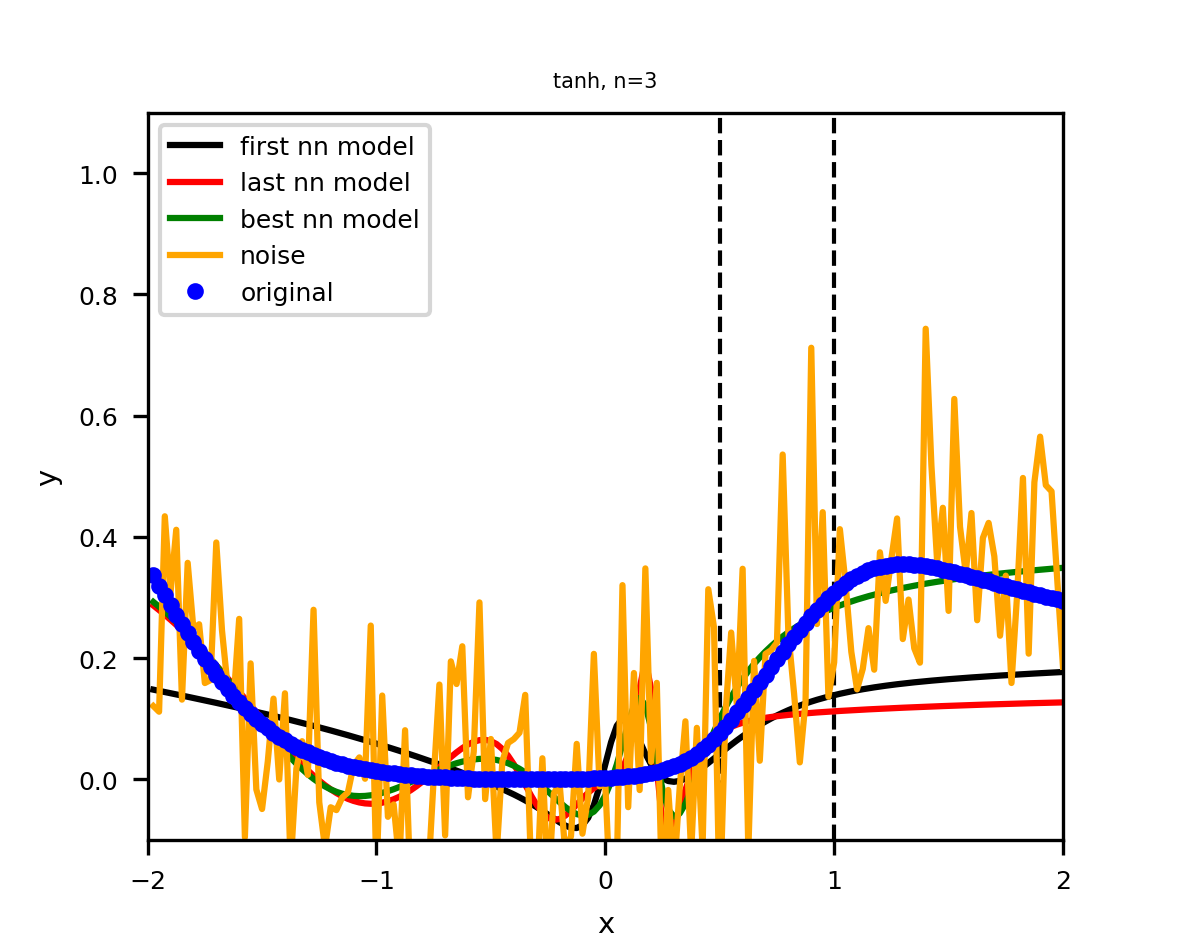 tanh, n=3
first nn model
last nn model
best nn model
noise
original
1.0
0.8
0.6
0.4
0.2
0.0
y
−2 −1 0 1 2
x